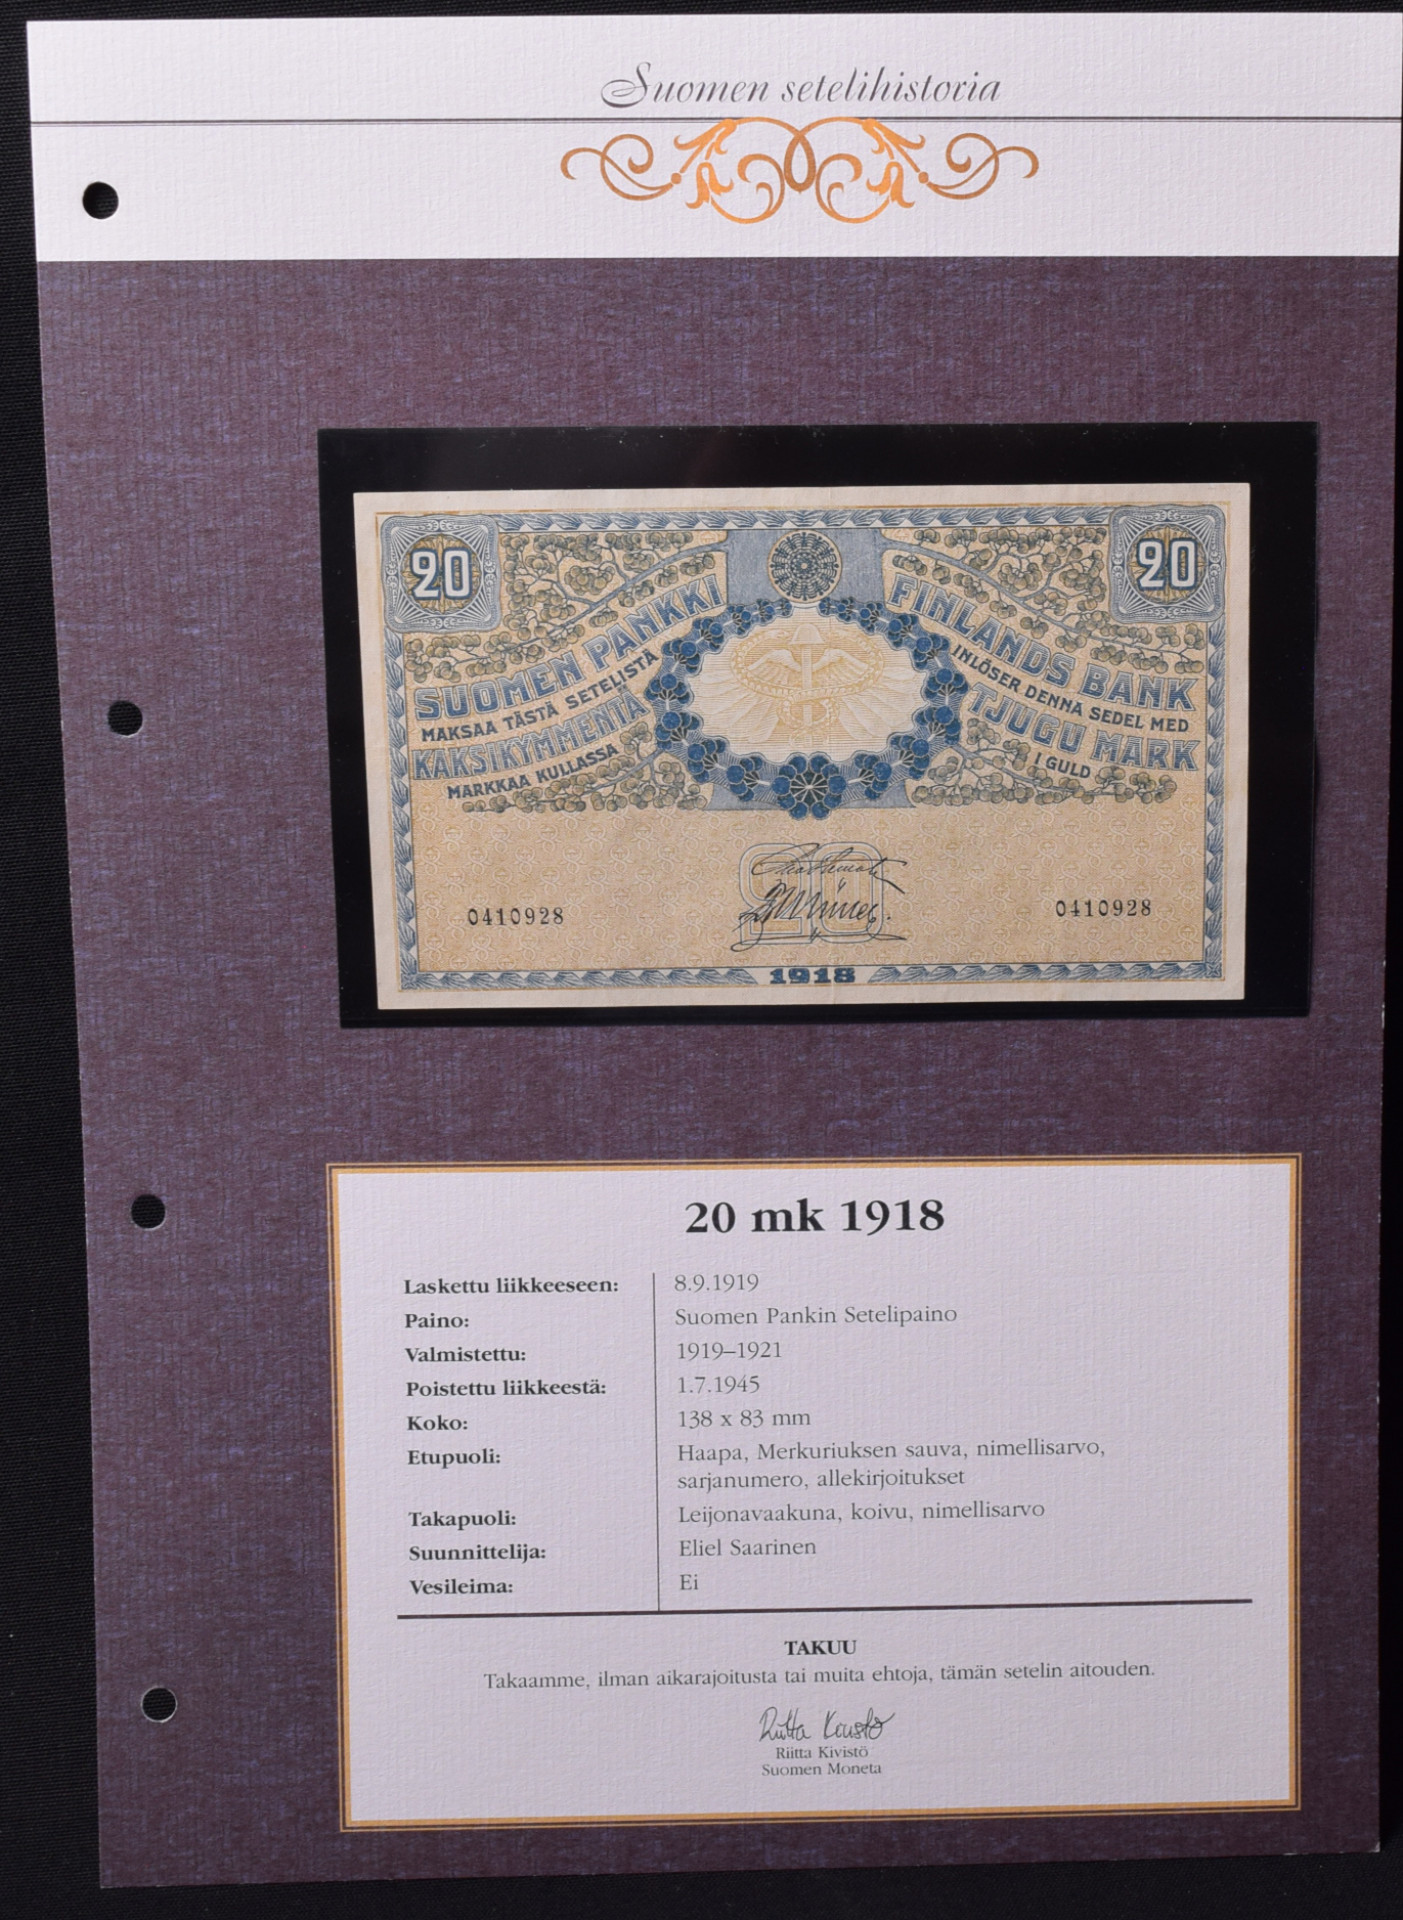 Suomen setelihistoria
20 20
SUOMEN PANKKI
MAKSAA TÄSTÄ SETELISTÄ
KAKSIKYMMENTÄ
MARKKAA KULLASSA
FINLANDS BANK
INLÖSER DENNA SEDEL MED
TJUGU MARK
I GULD
20
0410928 0410928
1918
20 mk 1918
Laskettu liikkeeseen: 8.9.1919
Paino: Suomen Pankin Setelipaino
Valmistettu: 1919–1921
Poistettu liikkeestä: 1.7.1945
Koko: 138 x 83 mm
Etupuoli: Haapa, Merkuriuksen sauva, nimellisarvo,
sarjanumero, allekirjoitukset
Takapuoli: Leijonavaakuna, koivu, nimellisarvo
Suunnittelija: Eliel Saarinen
Vesileima: Ei
TAKUU
Takaamme, ilman aikarajoitusta tai muita ehtoja, tämän setelin aitouden.
Riitta Kivistö
Riitta Kivistö
Suomen Moneta